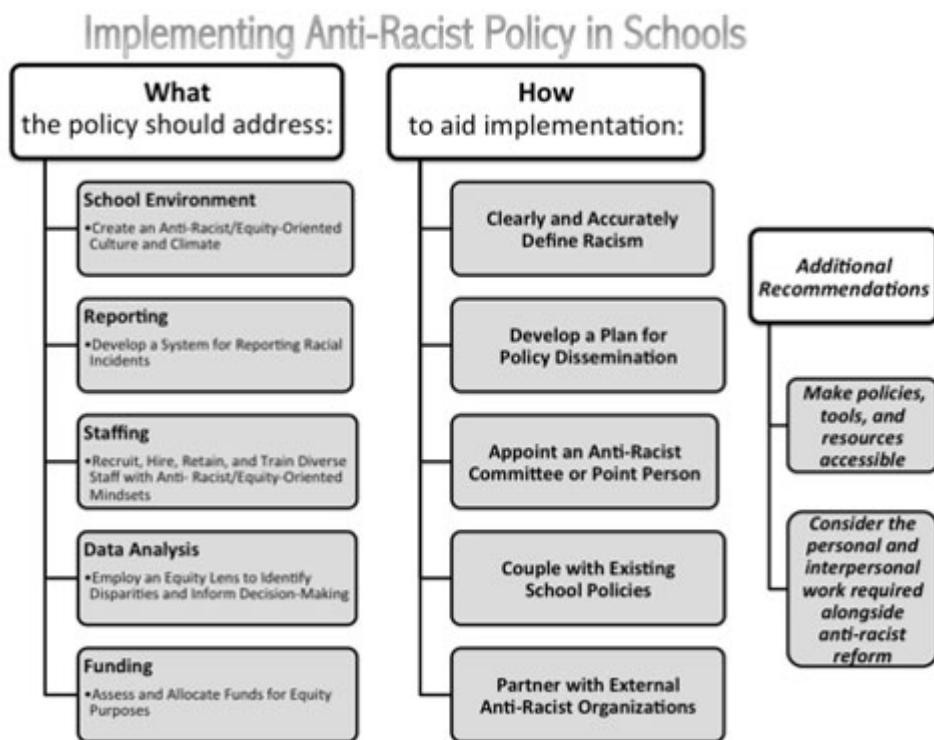 Implementing Anti-Racist Policy in Schools
What
the policy should address:
School Environment
•Create an Anti-Racist/Equity-Oriented
Culture and Climate
Reporting
•Develop a System for Reporting Racial
Incidents
Staffing
•Recruit, Hire, Retain, and Train Diverse
Staff with Anti- Racist/Equity-Oriented
Mindsets
Data Analysis
•Employ an Equity Lens to Identify
Disparities and Inform Decision-Making
Funding
•Assess and Allocate Funds for Equity
Purposes
How
to aid implementation:
Clearly and Accurately
Define Racism
Develop a Plan for
Policy Dissemination
Appoint an Anti-Racist
Committee or Point Person
Couple with Existing
School Policies
Partner with External
Anti-Racist Organizations
Additional
Recommendations
Make policies,
tools, and
resources
accessible
Consider the
personal and
interpersonal
work required
alongside
anti-racist
reform